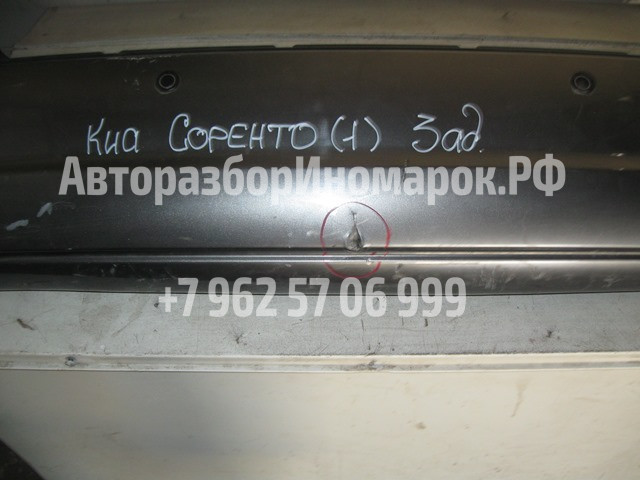 Киа СОРЕНТО (1) Зад.
АвторазборИномарок.РФ
+7 962 57 06 999